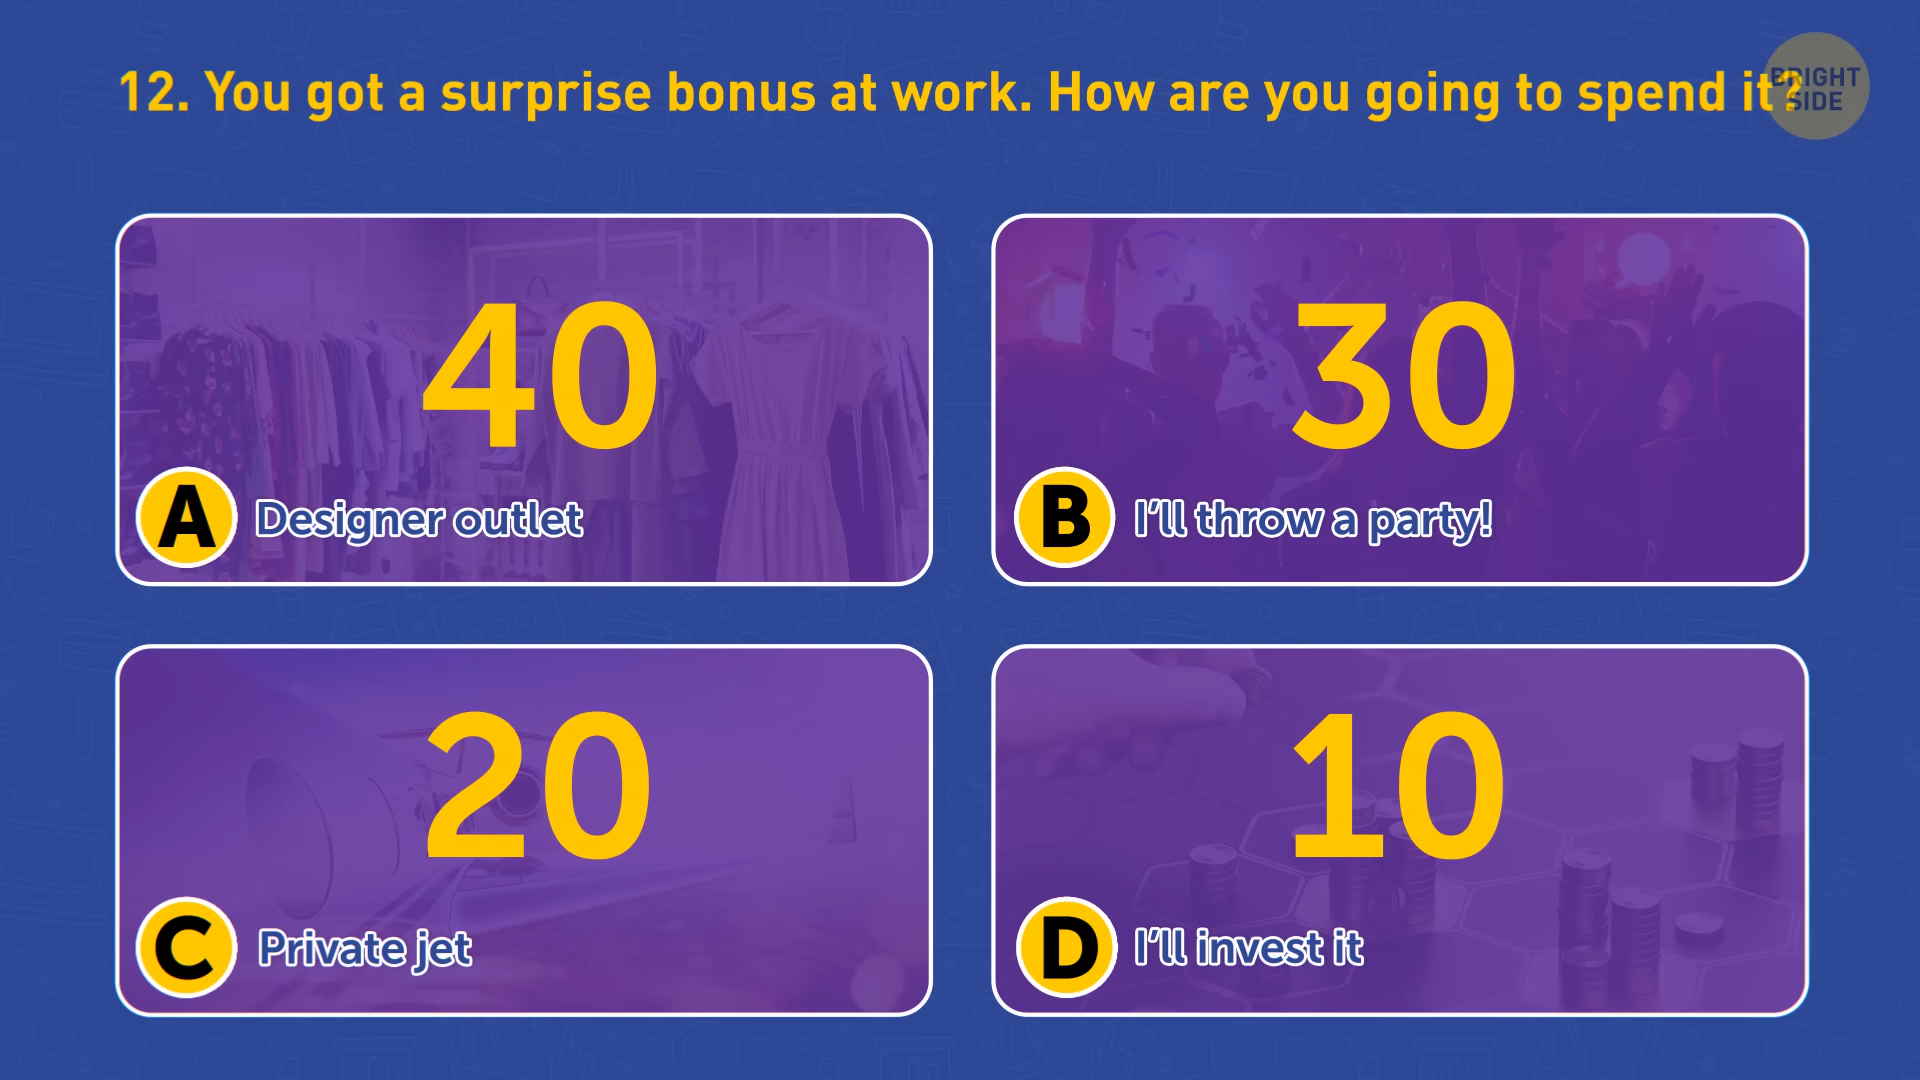 12. You got a surprise bonus at work. How are you going to spend it?
BRIGHT
SIDE
40
A Designer outlet
30
B I'll throw a party!
20
C Private jet
10
D I'll invest it